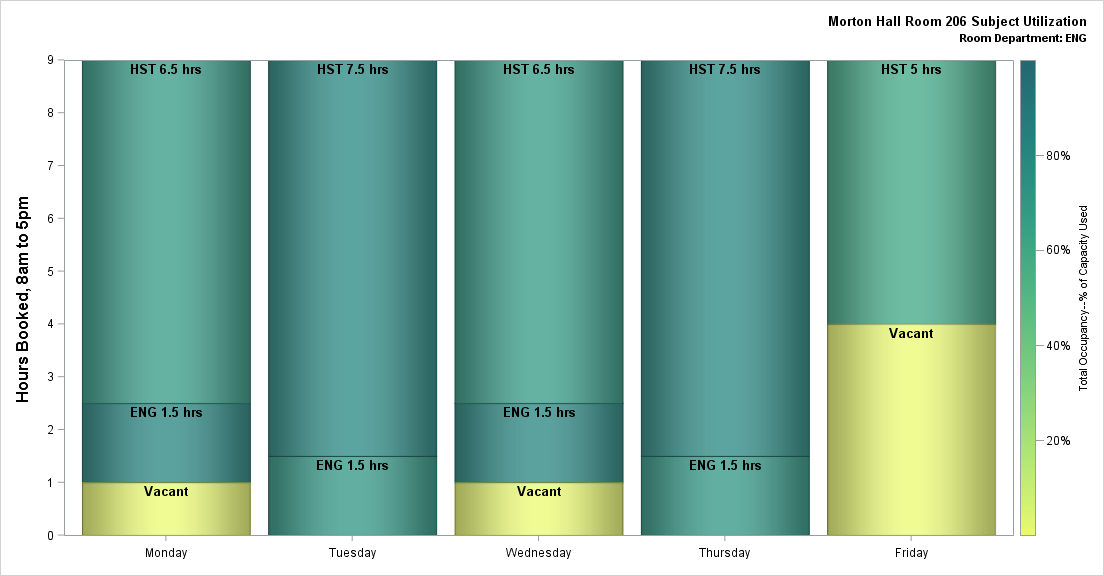 Morton Hall Room 206 Subject Utilization
Room Department: ENG
Hours Booked, 8am to 5pm
9
8
7
6
5
4
3
2
1
0
HST 6.5 hrs
ENG 1.5 hrs
Vacant
HST 7.5 hrs
ENG 1.5 hrs
HST 6.5 hrs
ENG 1.5 hrs
Vacant
HST 7.5 hrs
ENG 1.5 hrs
HST 5 hrs
Vacant
Monday
Tuesday
Wednesday
Thursday
Friday
80%
60%
40%
20%
Total Occupancy--% of Capacity Used